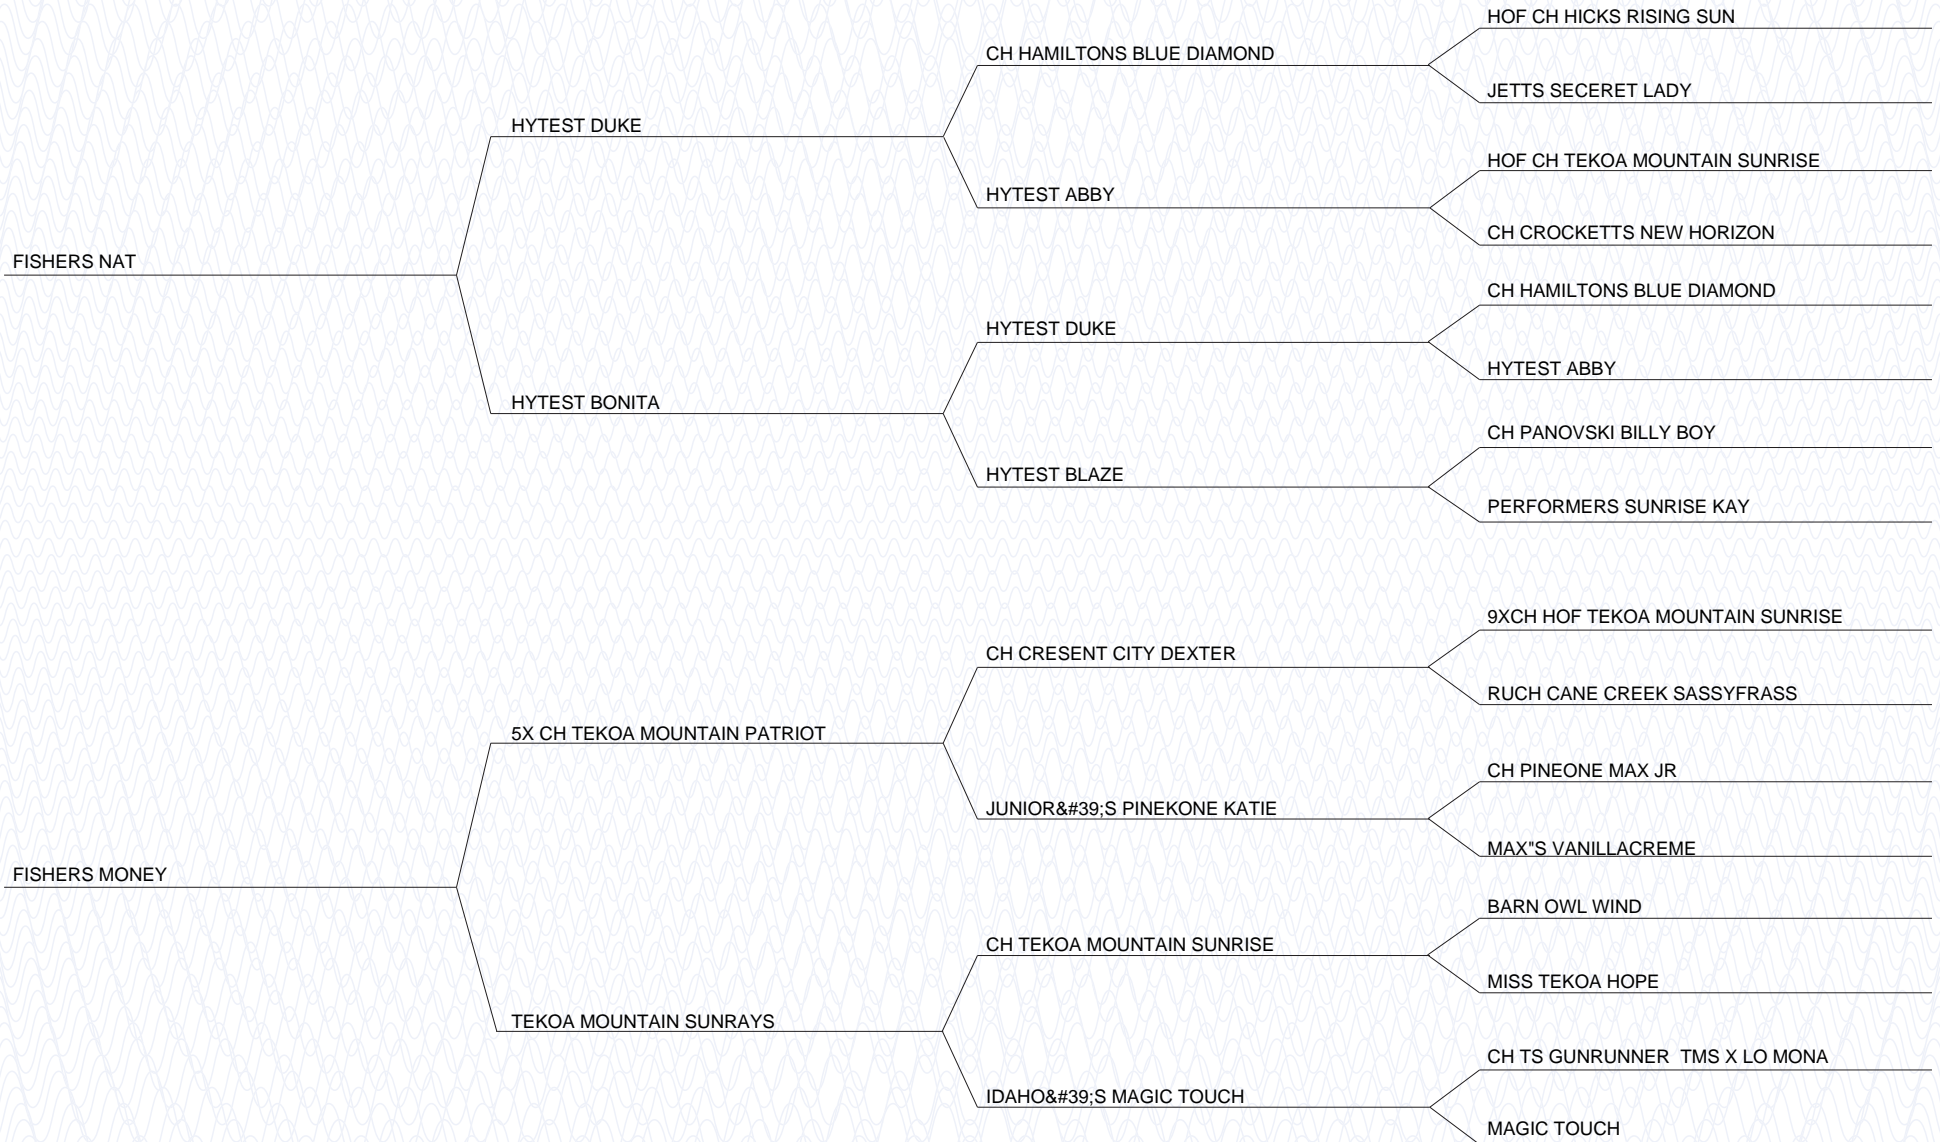 HOF CH HICKS RISING SUN
CH HAMILTONS BLUE DIAMOND
JETTS SECERET LADY
HYTEST DUKE
HOF CH TEKOA MOUNTAIN SUNRISE
HYTEST ABBY
CH CROCKETTS NEW HORIZON
FISHERS NAT
CH HAMILTONS BLUE DIAMOND
HYTEST DUKE
HYTEST ABBY
HYTEST BONITA
CH PANOVSKI BILLY BOY
HYTEST BLAZE
PERFORMERS SUNRISE KAY
9XCH HOF TEKOA MOUNTAIN SUNRISE
CH CRESENT CITY DEXTER
RUCH CANE CREEK SASSYFRASS
5X CH TEKOA MOUNTAIN PATRIOT
CH PINEONE MAX JR
JUNIOR&#39;S PINEKONE KATIE
MAX"S VANILLACREME
FISHERS MONEY
BARN OWL WIND
CH TEKOA MOUNTAIN SUNRISE
MISS TEKOA HOPE
TEKOA MOUNTAIN SUNRAYS
CH TS GUNRUNNER  TMS X LO MONA
IDAHO&#39;S MAGIC TOUCH
MAGIC TOUCH